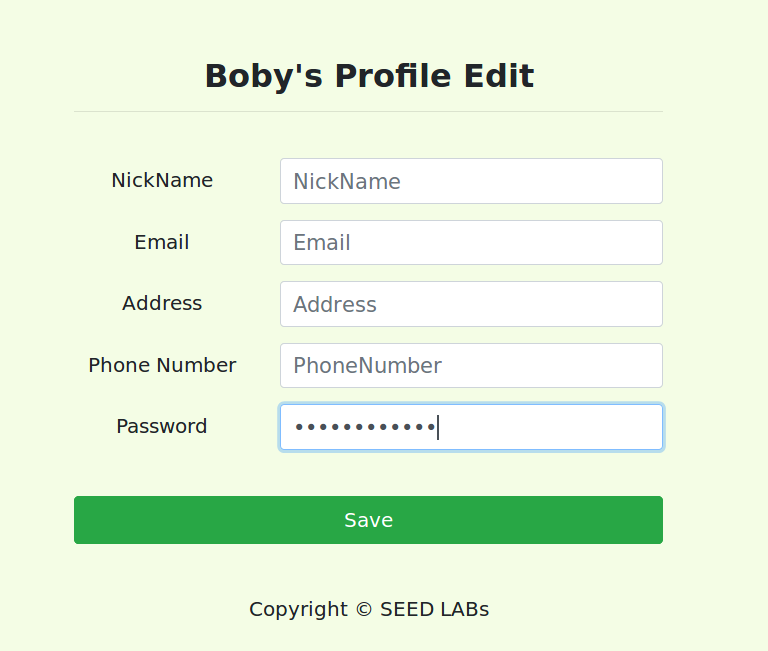 Boby's Profile Edit
NickName NickName
Email Email
Address Address
Phone Number PhoneNumber
Password ••••••••••••
Save
Copyright © SEED LABs